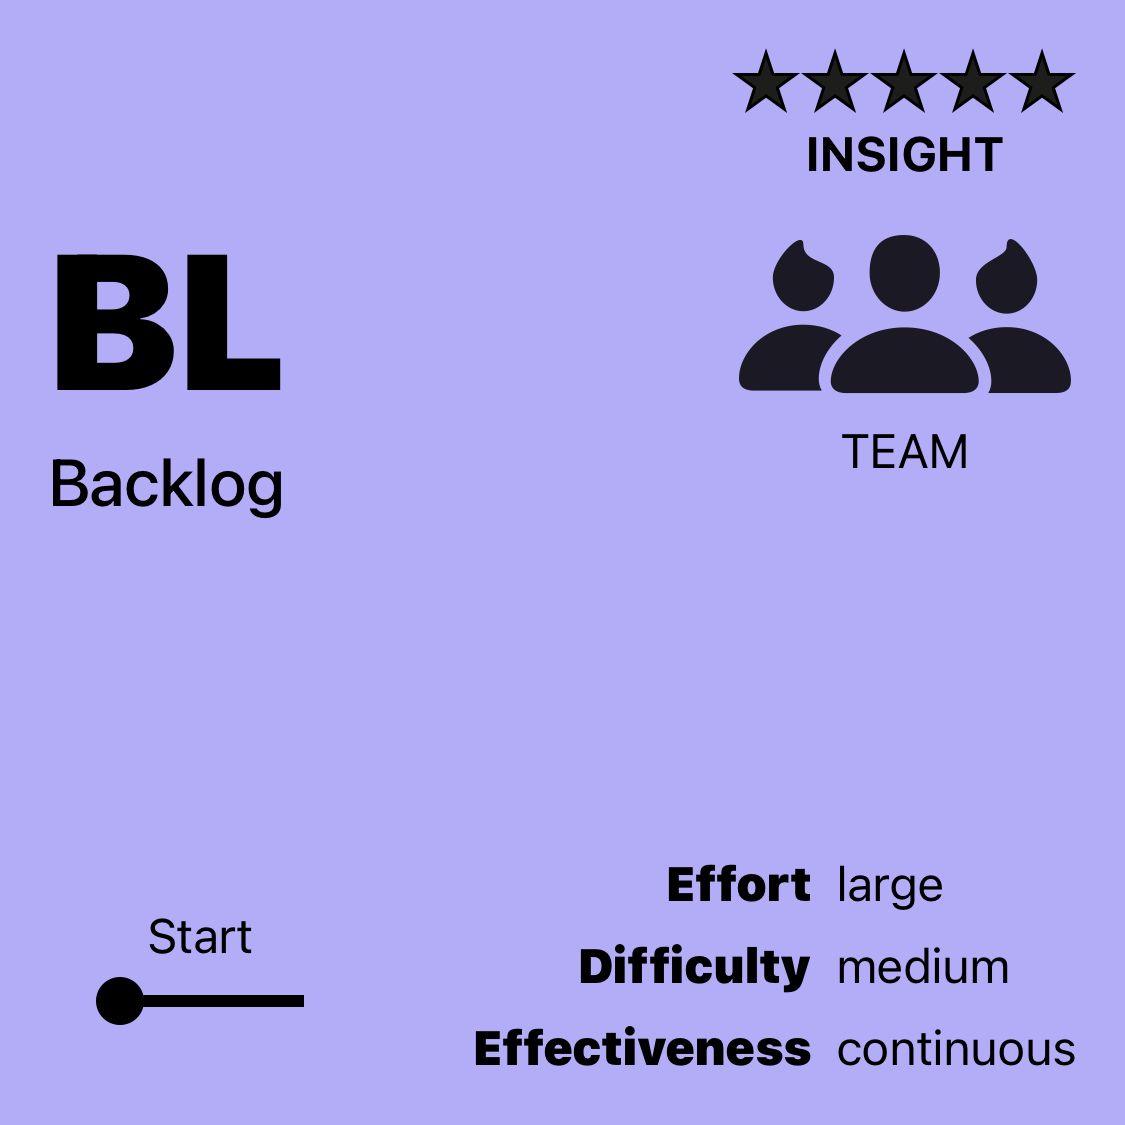 INSIGHT
BL
Backlog
TEAM
Start
Effort large
Difficulty medium
Effectiveness continuous